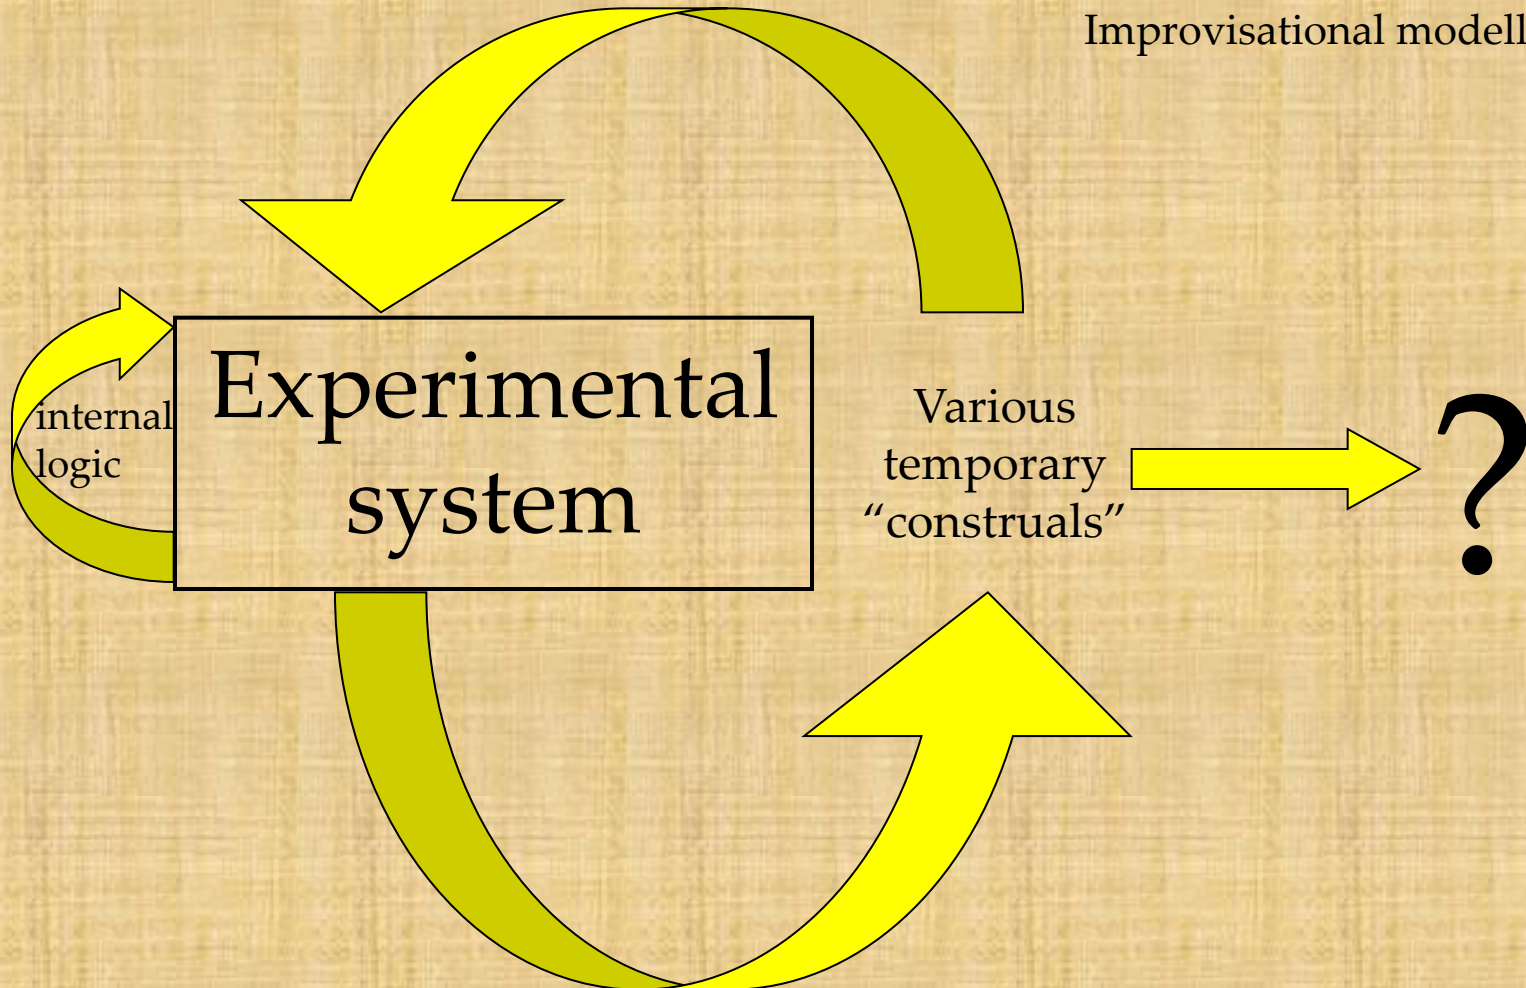 Improvisational modell
Experimental
system
internal
logic
Various
temporary
“construals”
?